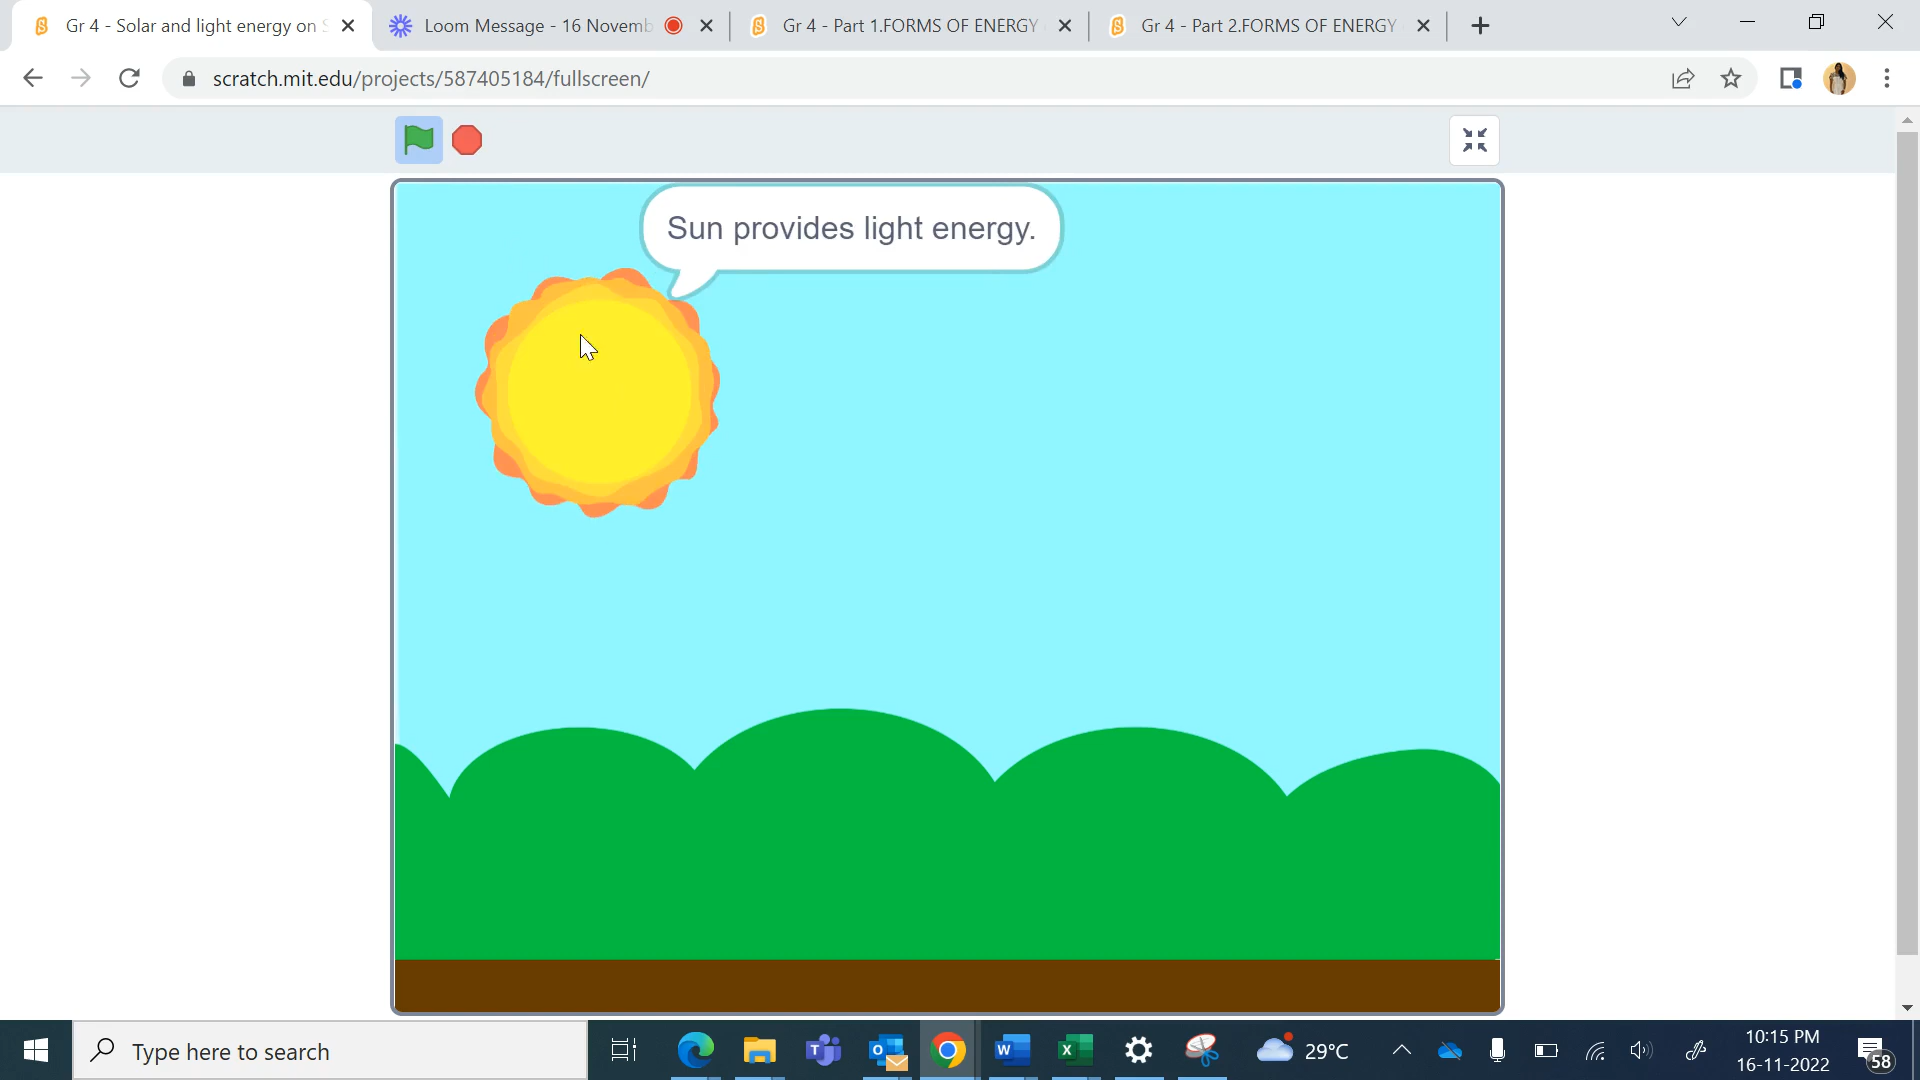 Gr 4 - Solar and light energy on S
Loom Message - 16 Novemb
Gr 4 - Part 1.FORMS OF ENERGY
Gr 4 - Part 2.FORMS OF ENERGY
scratch.mit.edu/projects/587405184/fullscreen/
Sun provides light energy.
Type here to search
29°C
10:15 PM
16-11-2022
58